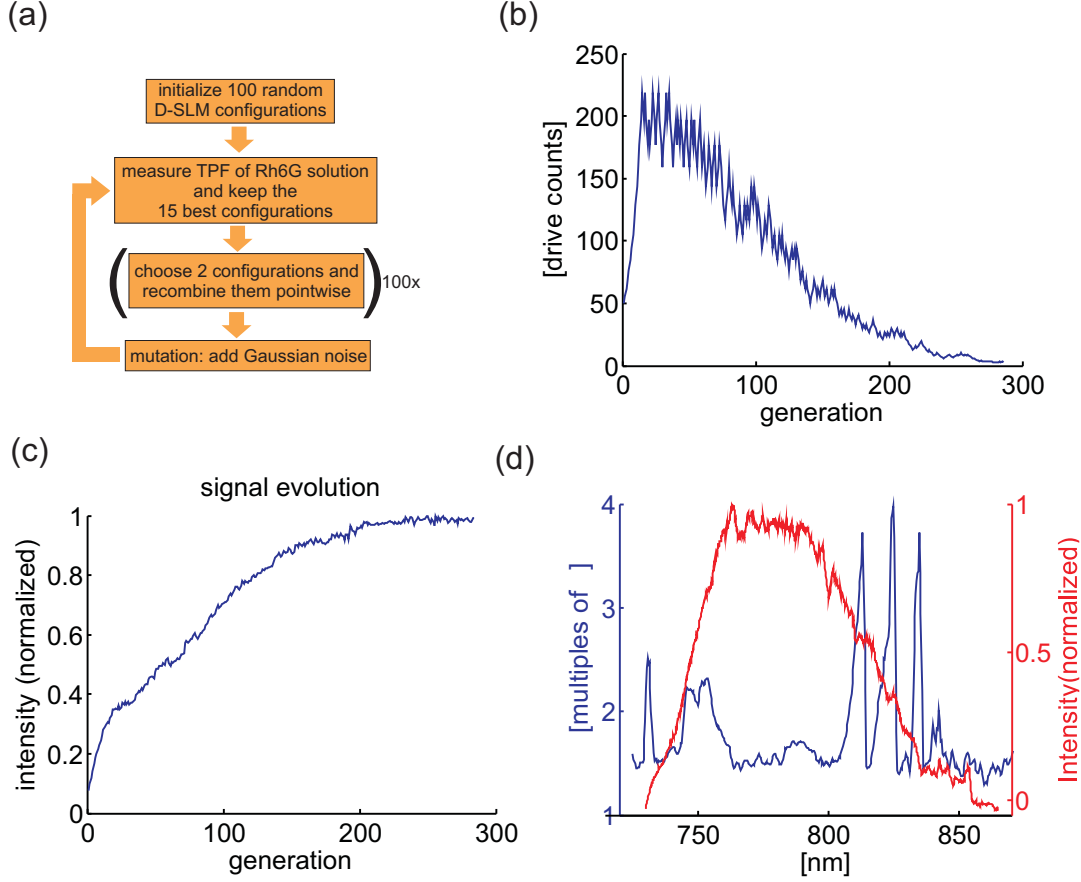 (a)
initialize 100 random
D-SLM configurations
measure TPF of Rh6G solution
and keep the
15 best configurations
( choose 2 configurations and
recombine them pointwise ) 100x
mutation: add Gaussian noise
(b)
[drive counts]
250
200
150
100
50
0
0 100 200 300
generation
(c)
signal evolution
intensity (normalized)
1
0.8
0.6
0.4
0.2
0
0 100 200 300
generation
(d)
[multiples of ]
4
3
2
1
Intensity(normalized)
1
0.5
0
750 800 850
[nm]